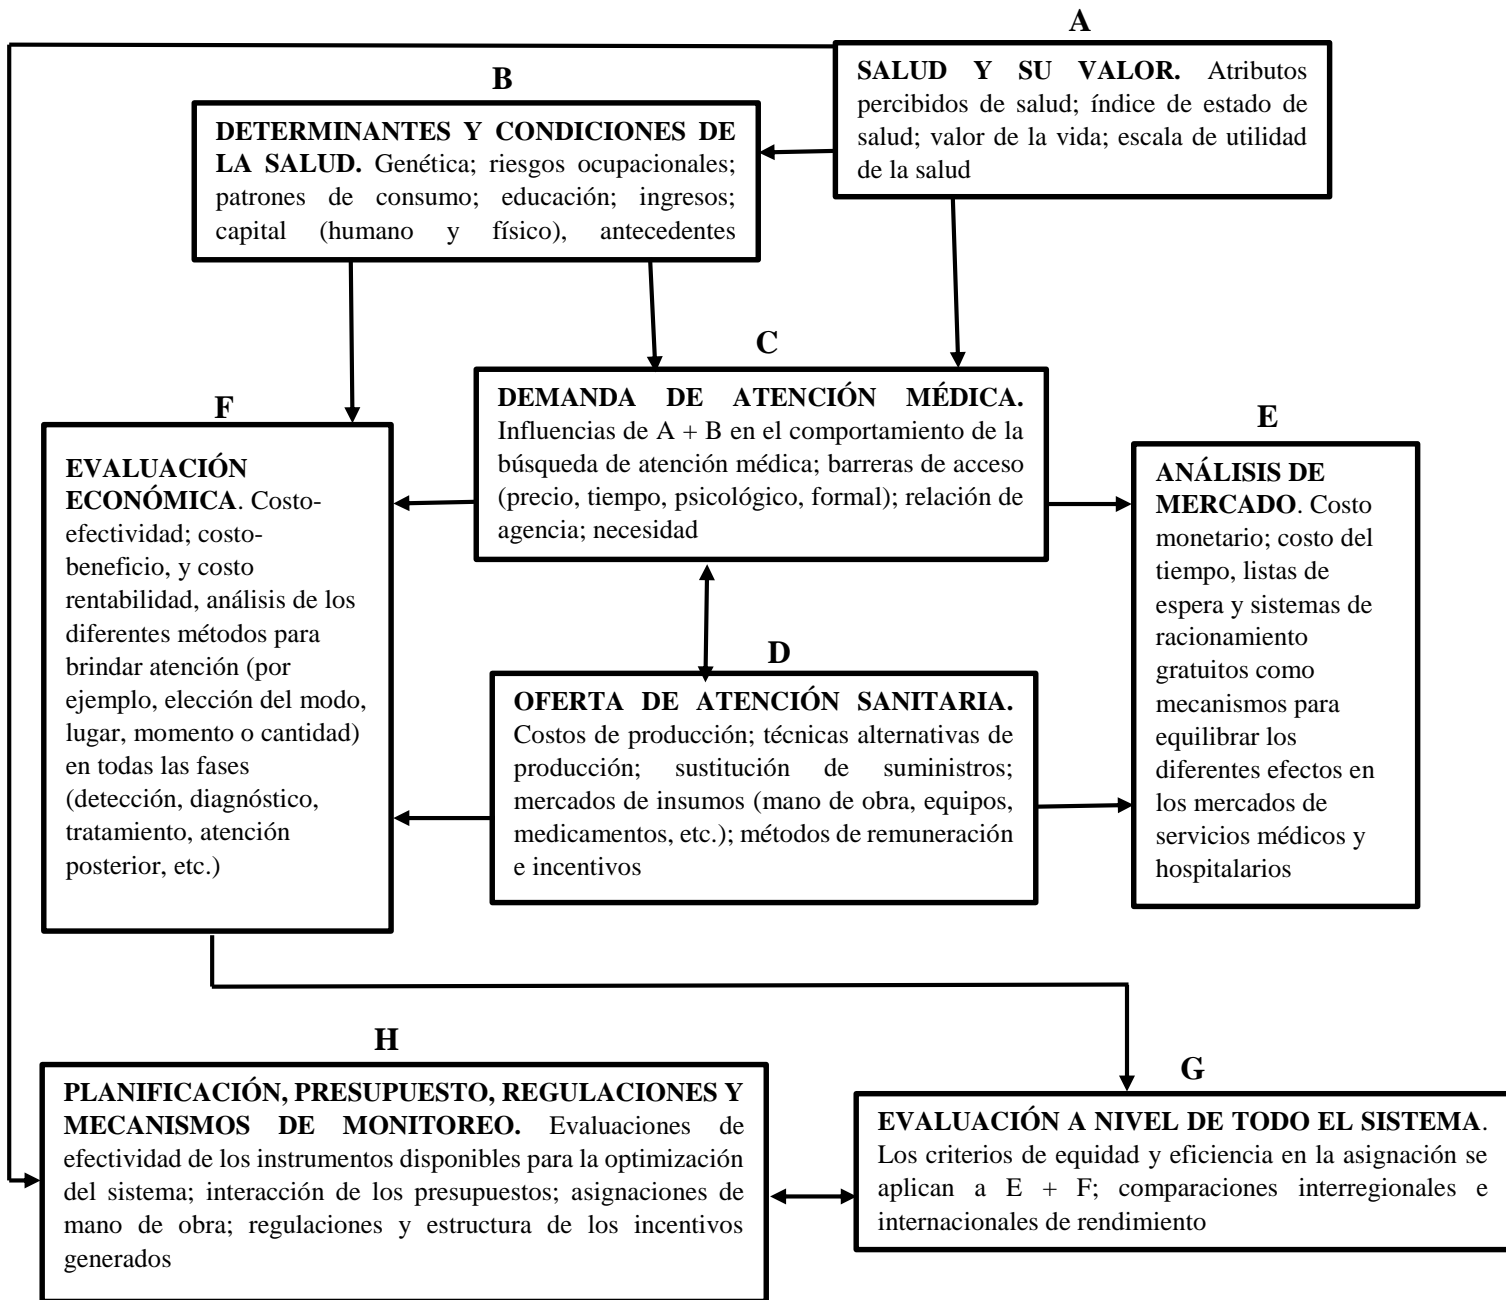 A
SALUD Y SU VALOR. Atributos
percibidos de salud; índice de estado de
salud; valor de la vida; escala de utilidad
de la salud
B
DETERMINANTES Y CONDICIONES DE
LA SALUD. Genética; riesgos ocupacionales;
patrones de consumo; educación; ingresos;
capital (humano y físico), antecedentes
C
DEMANDA DE ATENCIÓN MÉDICA.
Influencias de A + B en el comportamiento de la
búsqueda de atención médica; barreras de acceso
(precio, tiempo, psicológico, formal); relación de
agencia; necesidad
F
EVALUACIÓN
ECONÓMICA. Costo-
efectividad; costo-
beneficio, y costo
rentabilidad, análisis de los
diferentes métodos para
brindar atención (por
ejemplo, elección del modo,
lugar, momento o cantidad)
en todas las fases
(detección, diagnóstico,
tratamiento, atención
posterior, etc.)
E
ANÁLISIS DE
MERCADO. Costo
monetario; costo del
tiempo, listas de
espera y sistemas de
racionamiento
gratuitos como
mecanismos para
equilibrar los
diferentes efectos en
los mercados de
servicios médicos y
hospitalarios
D
OFERTA DE ATENCIÓN SANITARIA.
Costos de producción; técnicas alternativas de
producción; sustitución de suministros;
mercados de insumos (mano de obra, equipos,
medicamentos, etc.); métodos de remuneración
e incentivos
H
PLANIFICACIÓN, PRESUPUESTO, REGULACIONES Y
MECANISMOS DE MONITOREO. Evaluaciones de
efectividad de los instrumentos disponibles para la optimización
del sistema; interacción de los presupuestos; asignaciones de
mano de obra; regulaciones y estructura de los incentivos
generados
G
EVALUACIÓN A NIVEL DE TODO EL SISTEMA.
Los criterios de equidad y eficiencia en la asignación se
aplican a E + F; comparaciones interregionales e
internacionales de rendimiento